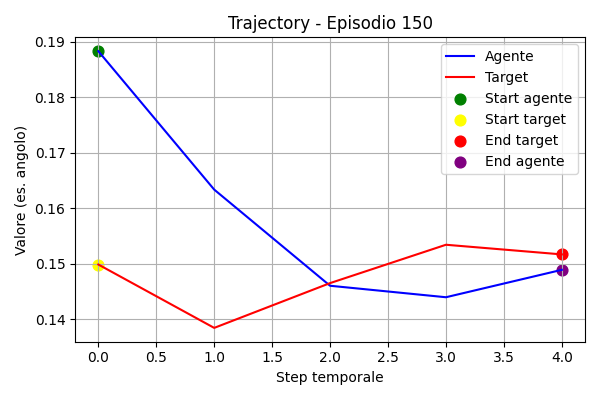 Trajectory - Episodio 150
Valore (es. angolo)
0.19
0.18
0.17
0.16
0.15
0.14
Agente
Target
Start agente
Start target
End target
End agente
0.0 0.5 1.0 1.5 2.0 2.5 3.0 3.5 4.0
Step temporale